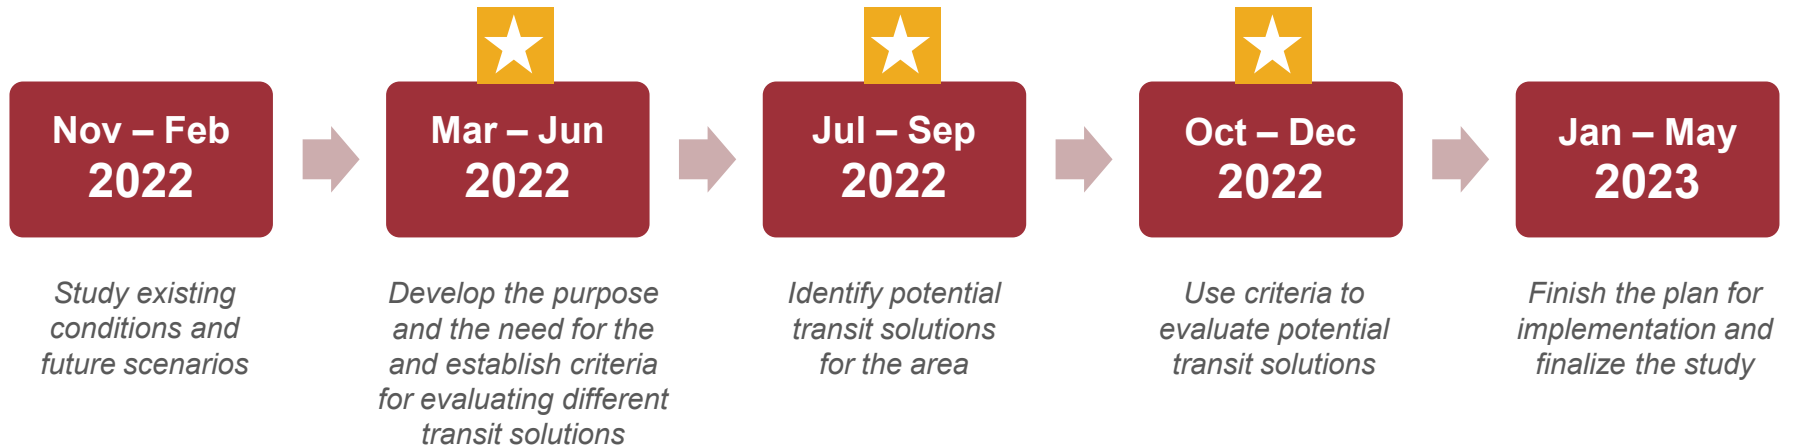 Nov – Feb
2022
Study existing
conditions and
future scenarios
Mar – Jun
2022
Develop the purpose
and the need for the
and establish criteria
for evaluating different
transit solutions
Jul – Sep
2022
Identify potential
transit solutions
for the area
Oct – Dec
2022
Use criteria to
evaluate potential
transit solutions
Jan – May
2023
Finish the plan for
implementation and
finalize the study